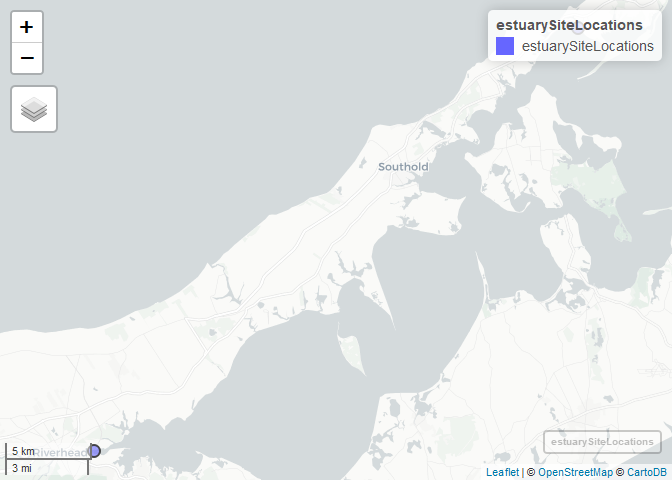 +
−
estuarySiteLocations
estuarySiteLocations
Southold
Riverhead
5 km
3 mi
estuarySiteLocations
Leaflet | © OpenStreetMap © CartoDB